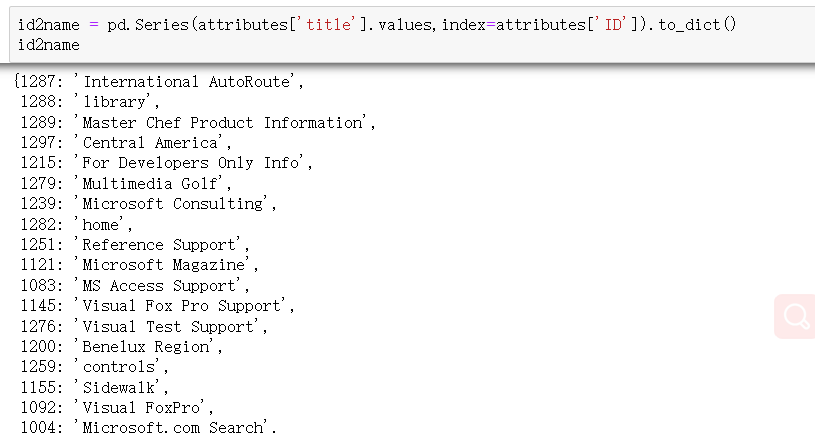 id2name = pd.Series(attributes['title'].values,index=attributes['ID']).to_dict()
id2name
{1287: 'International AutoRoute',
1288: 'library',
1289: 'Master Chef Product Information',
1297: 'Central America',
1215: 'For Developers Only Info',
1279: 'Multimedia Golf',
1239: 'Microsoft Consulting',
1282: 'home',
1251: 'Reference Support',
1121: 'Microsoft Magazine',
1083: 'MS Access Support',
1145: 'Visual Fox Pro Support',
1276: 'Visual Test Support',
1200: 'Benelux Region',
1259: 'controls',
1155: 'Sidewalk',
1092: 'Visual FoxPro',
1004: 'Microsoft.com Search'.